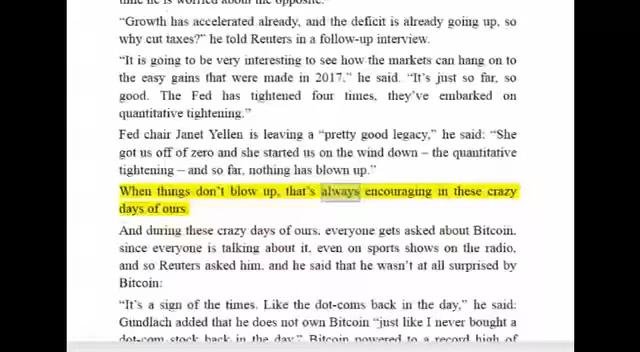 time he is worried about the opposite."
"Growth has accelerated already, and the deficit is already going up, so
why cut taxes?" he told Reuters in a follow-up interview.
"It is going to be very interesting to see how the markets can hang on to
the easy gains that were made in 2017," he said. "It's just so far, so
good. The Fed has tightened four times, they've embarked on
quantitative tightening."
Fed chair Janet Yellen is leaving a "pretty good legacy," he said: "She
got us off of zero and she started us on the wind down – the quantitative
tightening – and so far, nothing has blown up."
When things don't blow up, that's always encouraging in these crazy
days of ours.
And during these crazy days of ours, everyone gets asked about Bitcoin,
since everyone is talking about it, even on sports shows on the radio,
and so Reuters asked him, and he said that he wasn't at all surprised by
Bitcoin:
"It's a sign of the times. Like the dot-coms back in the day," he said:
Gundlach added that he does not own Bitcoin "just like I never bought a
dot-com stock back in the day." Bitcoin powered to a record high of